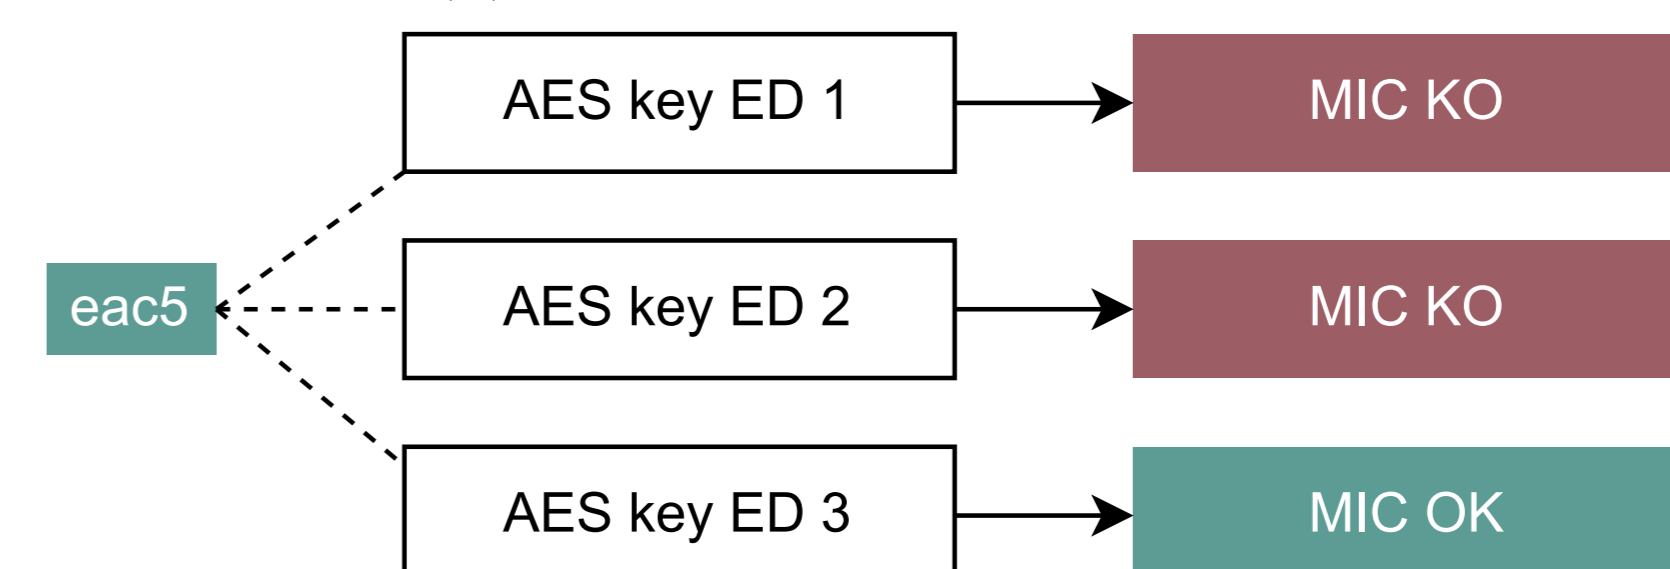 AES key ED 1
MIC KO
eac5
AES key ED 2
MIC KO
AES key ED 3
MIC OK